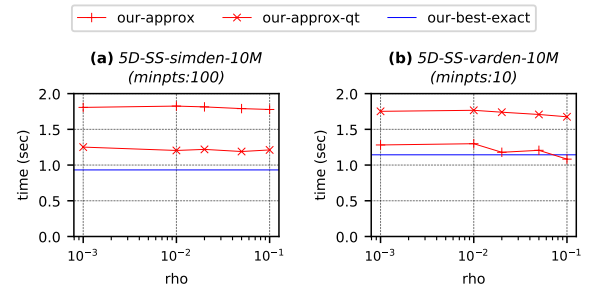 our-approx our-approx-qt our-best-exact
(a) 5D-SS-simden-10M
(minpts:100)
(b) 5D-SS-varden-10M
(minpts:10)
time (sec)
2.0
1.5
1.0
0.5
0.0
10⁻³ 10⁻² 10⁻¹
rho
time (sec)
2.0
1.5
1.0
0.5
0.0
10⁻³ 10⁻² 10⁻¹
rho